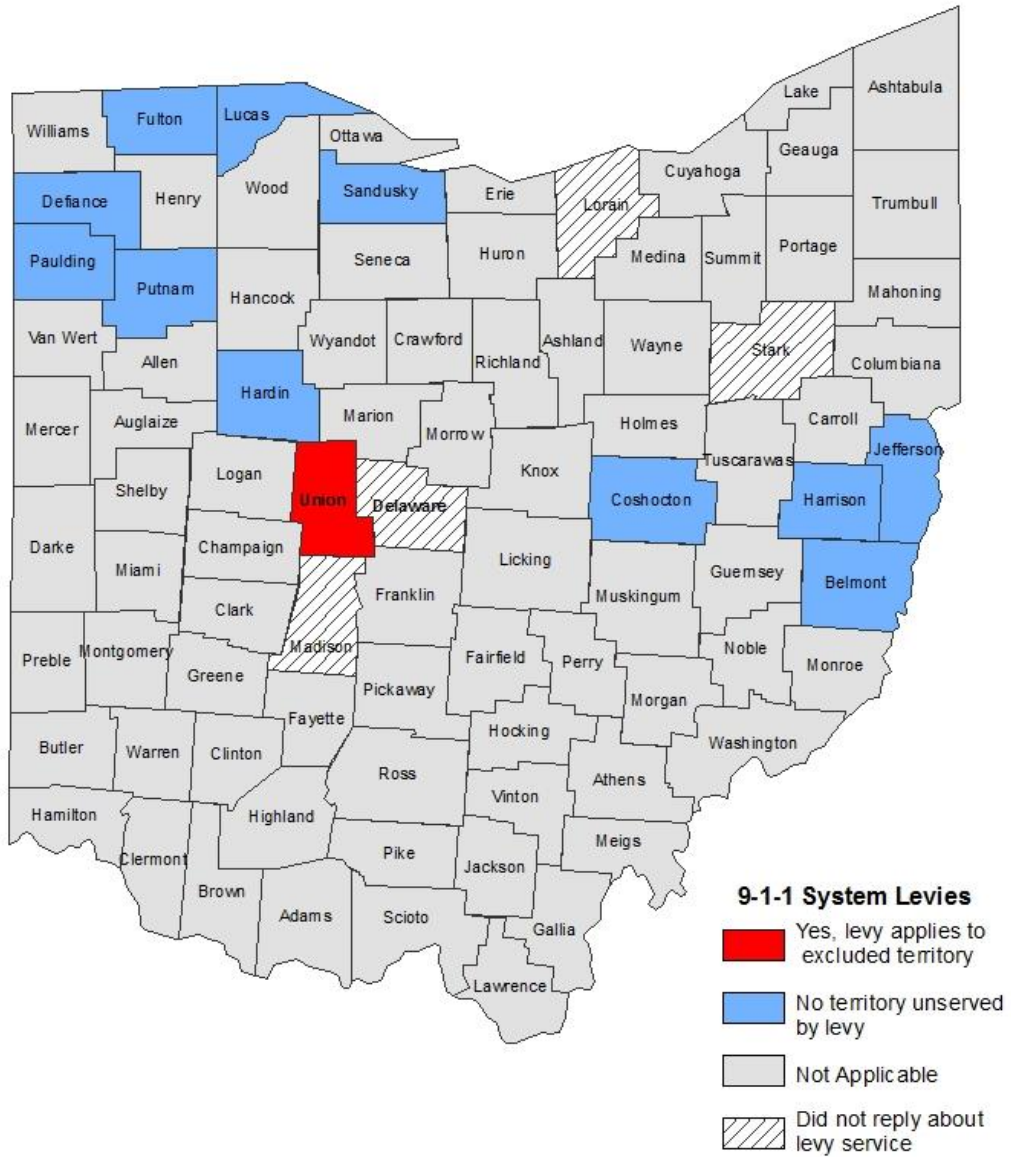 Ashtabula
Lake
Geauga
Cuyahoga
Trumbull
Williams
Fulton
Lucas
Ottawa
Wood
Henry
Defiance
Sandusky
Erie
Lorain
Paulding
Putnam
Hancock
Seneca
Huron
Medina
Summit
Portage
Mahoning
Van Wert
Allen
Wyandot
Crawford
Richland
Ashland
Wayne
Stark
Columbiana
Hardin
Mercer
Auglaize
Marion
Morrow
Holmes
Carroll
Jefferson
Tuscarawas
Logan
Shelby
Union
Delaware
Knox
Coshocton
Harrison
Darke
Champaign
Miami
Licking
Guernsey
Belmont
Clark
Franklin
Muskingum
Madison
Preble
Montgomery
Greene
Fairfield
Perry
Noble
Monroe
Pickaway
Morgan
Fayette
Butler
Warren
Clinton
Hocking
Washington
Ross
Athens
Vinton
Hamilton
Highland
Meigs
Clermont
Pike
Jackson
Brown
Adams
Scioto
Gallia
Lawrence
9-1-1 System Levies
Yes, levy applies to
excluded territory
No territory unserved
by levy
Not Applicable
Did not reply about
levy service